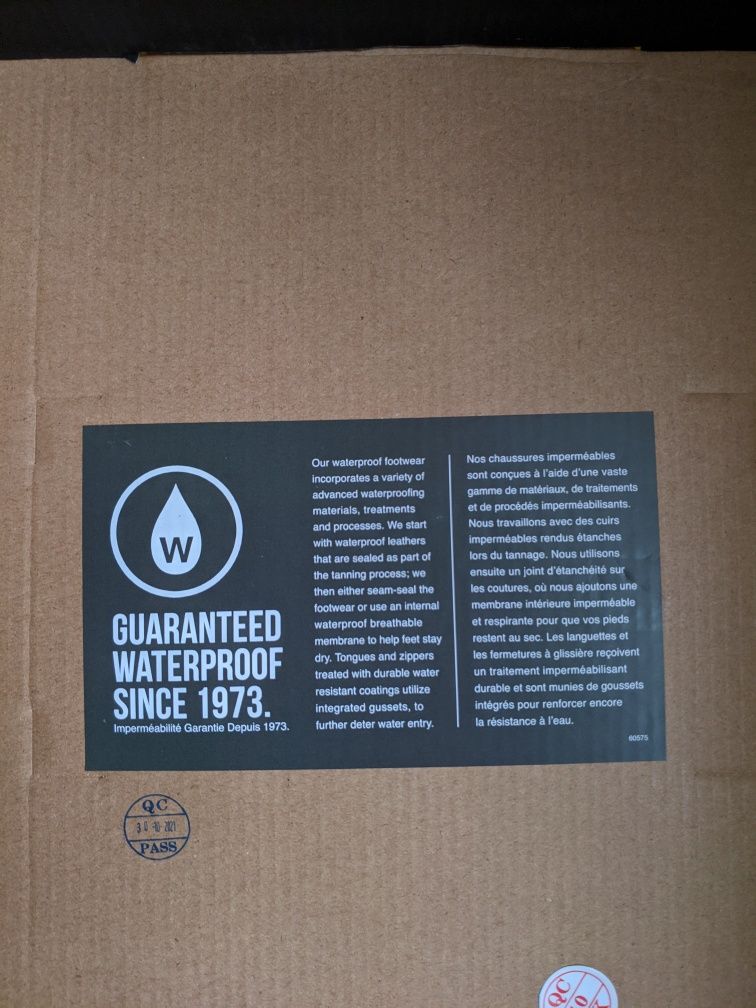 W
GUARANTEED
WATERPROOF
SINCE 1973.
Imperméabilité Garantie Depuis 1973.
Our waterproof footwear
incorporates a variety of
advanced waterproofing
materials, treatments
and processes. We start
with waterproof leathers
that are sealed as part of
the tanning process; we
then either seam-seal the
footwear or use an internal
waterproof breathable
membrane to help feet stay
dry. Tongues and zippers
treated with durable water
resistant coatings utilize
integrated gussets, to
further deter water entry.
Nos chaussures imperméables
sont conçues à l'aide d'une vaste
gamme de matériaux, de traitements
et de procédés imperméabilisants.
Nous travaillons avec des cuirs
imperméables rendus étanches
lors du tannage. Nous utilisons
ensuite un joint d'étanchéité sur
les coutures, où nous ajoutons une
membrane intérieure imperméable
et respirante pour que vos pieds
restent au sec. Les languettes et
les fermetures à glissière reçoivent
un traitement imperméabilisant
durable et sont munies de goussets
intégrés pour renforcer encore
la résistance à l'eau.
60575
QC
30 -10- 2021
PASS
QC